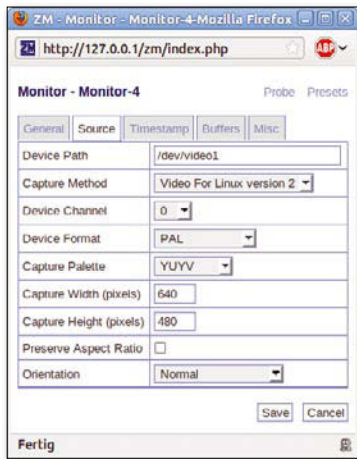 ZM - Monitor - Monitor-4-Mozilla Firefox
ZM http://127.0.0.1/zm/index.php ABP
Monitor - Monitor-4 Probe Presets
General Source Timestamp Buffers Misc
Device Path /dev/video1
Capture Method Video For Linux version 2
Device Channel 0
Device Format PAL
Capture Palette YUYV
Capture Width (pixels) 640
Capture Height (pixels) 480
Preserve Aspect Ratio
Orientation Normal
Save Cancel
Fertig